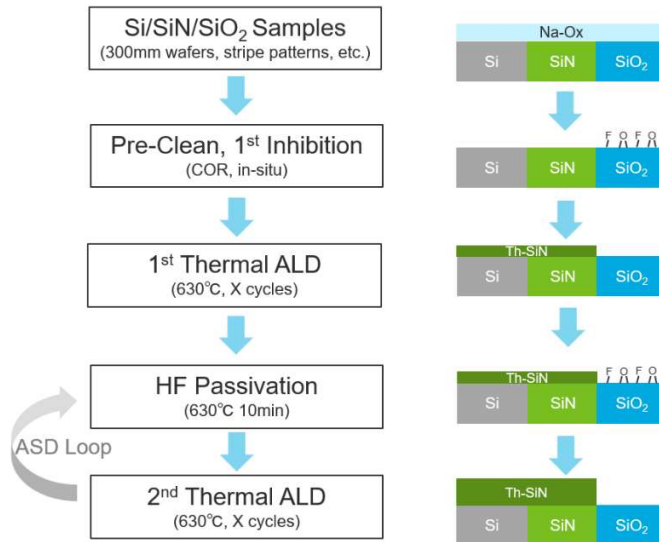 Si/SiN/SiO₂ Samples
(300mm wafers, stripe patterns, etc.)
Na-Ox
Si SiN SiO₂
Pre-Clean, 1st Inhibition
(COR, in-situ)
F O F O
Si SiN SiO₂
1st Thermal ALD
(630℃, X cycles)
Th-SiN
Si SiN SiO₂
HF Passivation
(630℃ 10min)
F O F O
Th-SiN
Si SiN SiO₂
ASD Loop
2nd Thermal ALD
(630℃, X cycles)
Th-SiN
Si SiN SiO₂